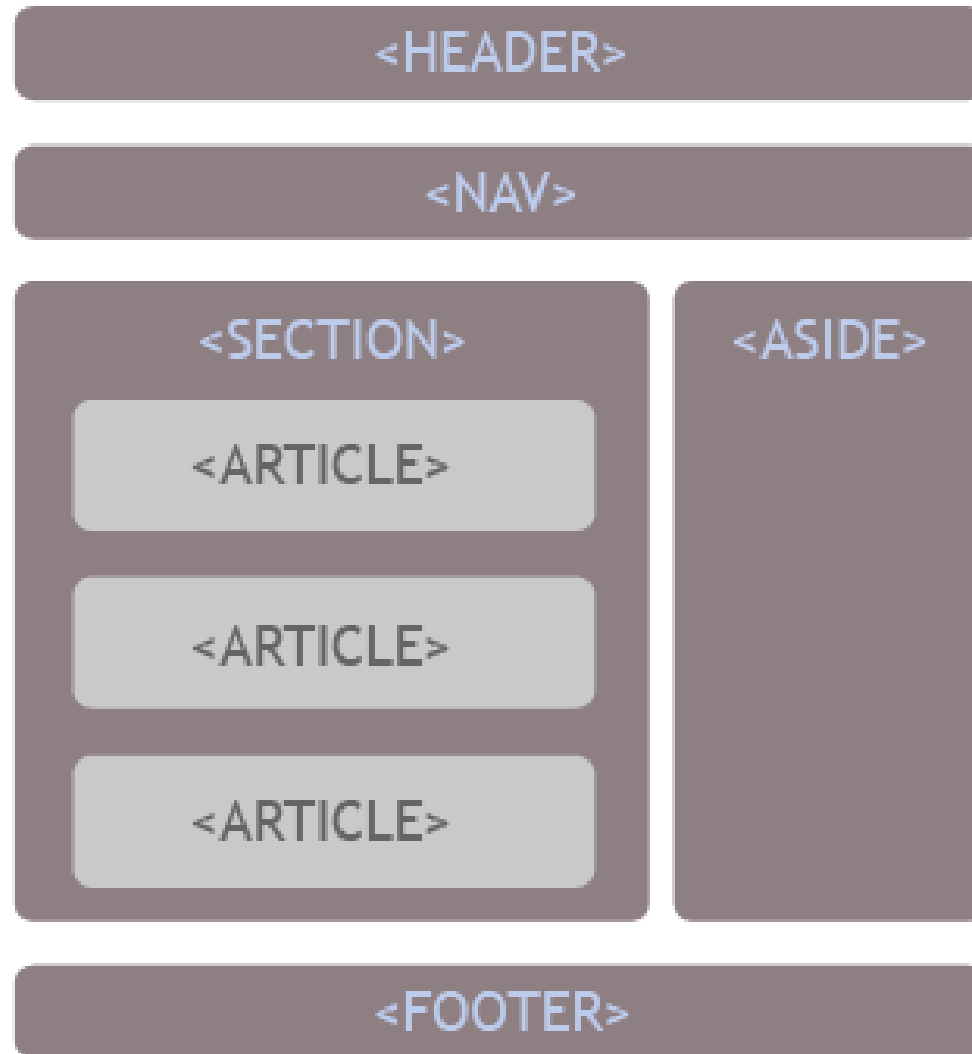 <HEADER>
<NAV>
<SECTION>
<ASIDE>
<ARTICLE>
<ARTICLE>
<ARTICLE>
<FOOTER>